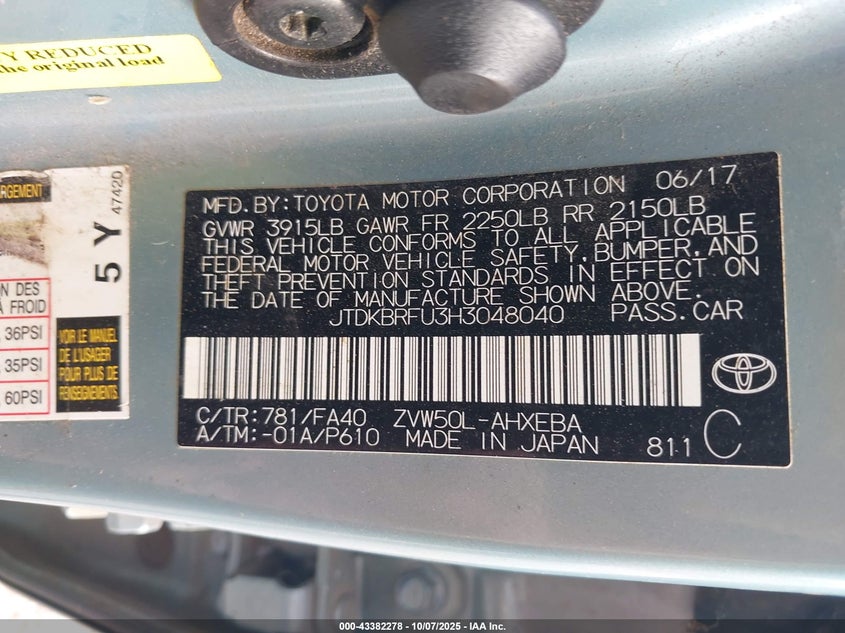 Y REDUCED
the original load
ARGEMENT
5 Y
47420
ON DES
À FROID
36PSI
35PSI
60PSI
VOIR LE MANUEL
DE L'USAGER
POUR PLUS DE
RENSEIGNEMENTS
MFD.BY:TOYOTA MOTOR CORPORATION 06/17
GVWR 3915LB GAWR FR 2250LB RR 2150LB
THIS VEHICLE CONFORMS TO ALL APPLICABLE
FEDERAL MOTOR VEHICLE SAFETY,BUMPER,AND
THEFT PREVENTION STANDARDS IN EFFECT ON
THE DATE OF MANUFACTURE SHOWN ABOVE.
JTDKBRFU3H3048040 PASS.CAR
C/TR:781/FA40 ZVW50L-AHXEBA
A/TM:-01A/P610 MADE IN JAPAN 811 C
000-43382278 - 10/07/2025 - IAA Inc.